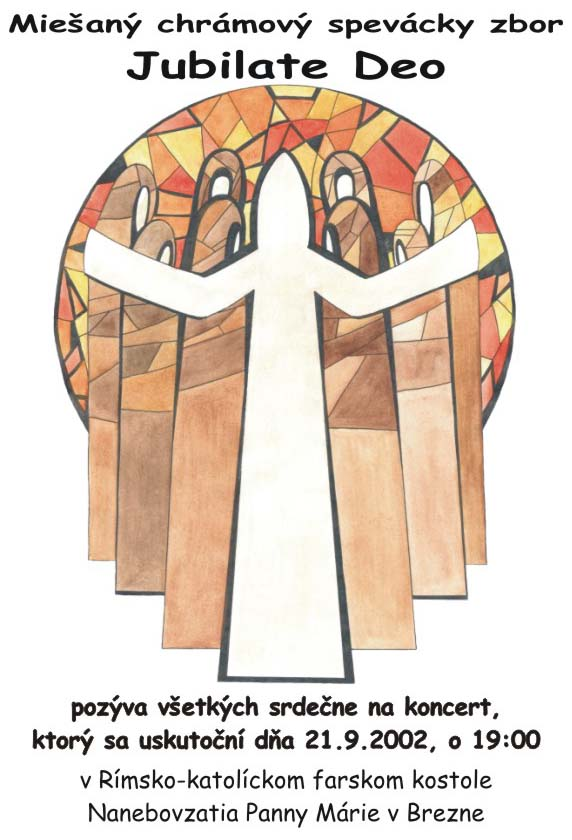 Miešaný chrámový spevácky zbor
Jubilate Deo
pozýva všetkých srdečne na koncert,
ktorý sa uskutoční dňa 21.9.2002, o 19:00
v Rímsko-katolíckom farskom kostole
Nanebovzatia Panny Márie v Brezne